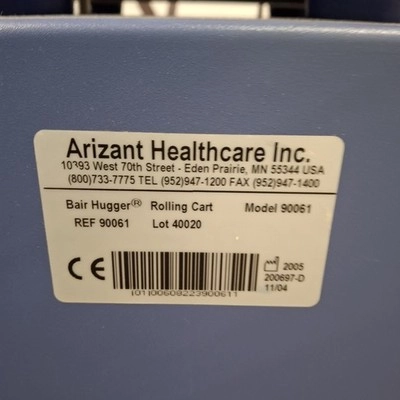 Arizant Healthcare Inc.
10393 West 70th Street - Eden Prairie, MN 55344 USA
(800)733-7775 TEL (952)947-1200 FAX (952)947-1400
Bair Hugger® Rolling Cart Model 90061
REF 90061 Lot 40020
CE 2005
200697-D
11/04
(01)00608223900611